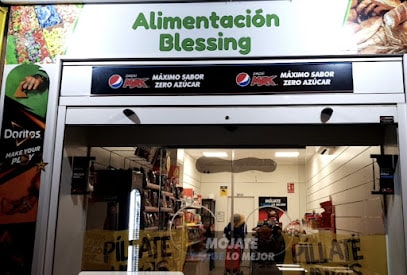 Alimentación
Blessing
PEPSI
MAX
MÁXIMO SABOR
ZERO AZÚCAR
PEPSI
MAX
MÁXIMO SABOR
ZERO AZÚCAR
Doritos
MAKE YOUR
PLAY
MÓJATE
LO MEJOR
PÍLLATE
PÍLLATE